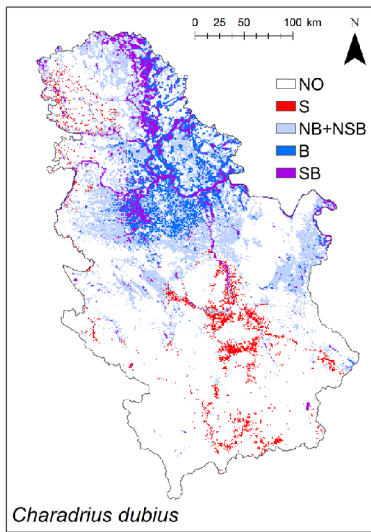 0 25 50 100 km
N
NO
S
NB+NSB
B
SB
Charadrius dubius